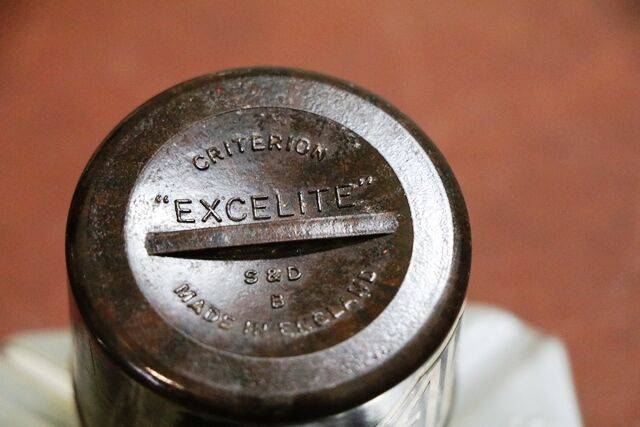 CRITERION
"EXCELITE"
S & D
B
MADE IN ENGLAND